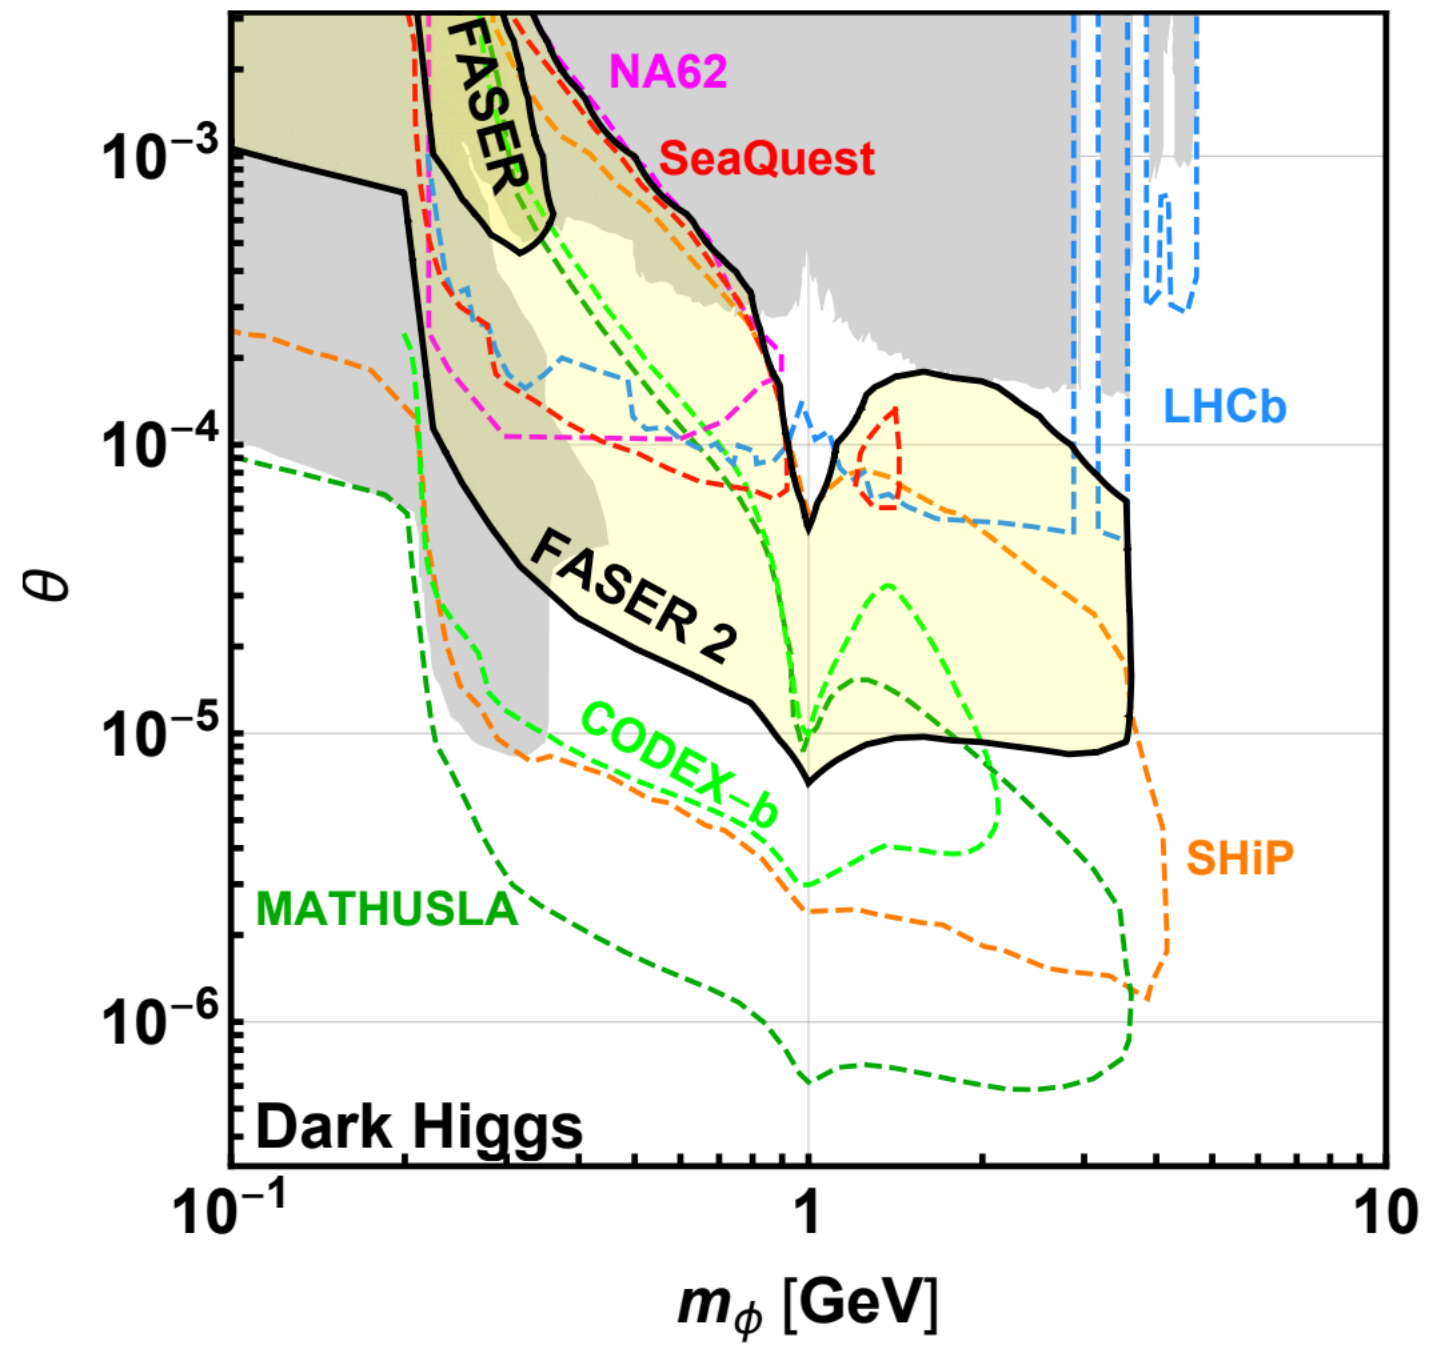 NA62
FASER
SeaQuest
10⁻³
LHCb
10⁻⁴
FASER 2
θ
10⁻⁵
CODEX-b
SHiP
MATHUSLA
10⁻⁶
Dark Higgs
10⁻¹ 1 10
m_ϕ [GeV]